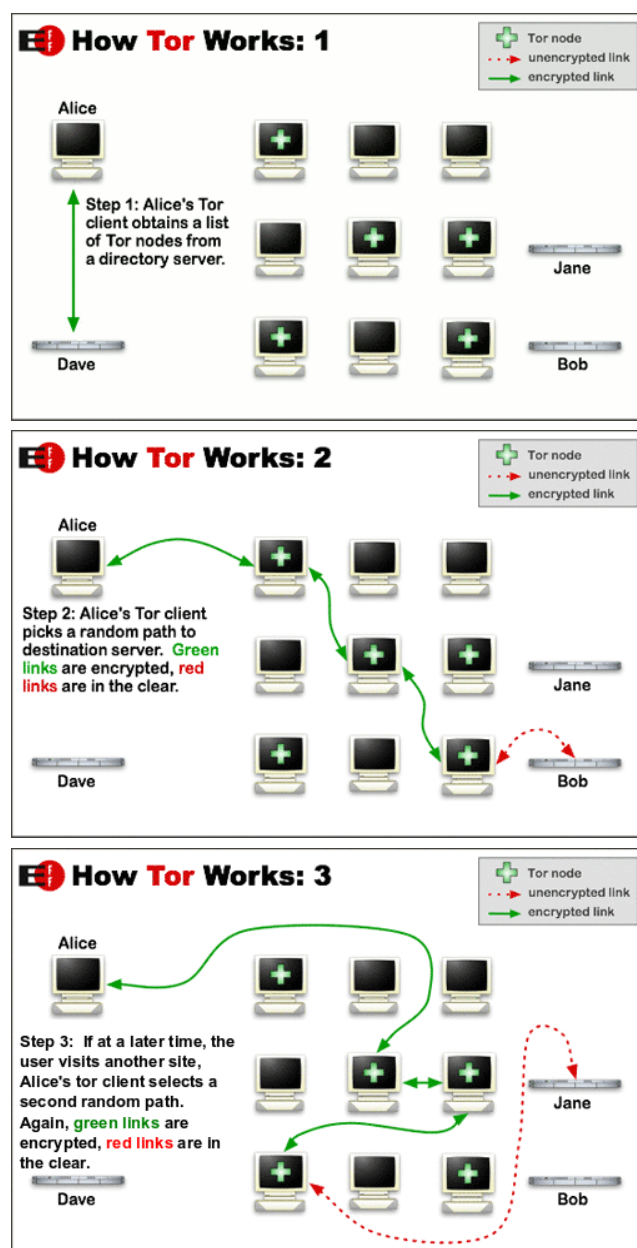 EFF How Tor Works: 1
Tor node
unencrypted link
encrypted link
Alice
Step 1: Alice's Tor
client obtains a list
of Tor nodes from
a directory server.
Jane
Dave
Bob
EFF How Tor Works: 2
Tor node
unencrypted link
encrypted link
Alice
Step 2: Alice's Tor client
picks a random path to
destination server. Green
links are encrypted, red
links are in the clear.
Jane
Dave
Bob
EFF How Tor Works: 3
Tor node
unencrypted link
encrypted link
Alice
Step 3: If at a later time, the
user visits another site,
Alice's tor client selects a
second random path.
Again, green links are
encrypted, red links are in
the clear.
Jane
Dave
Bob